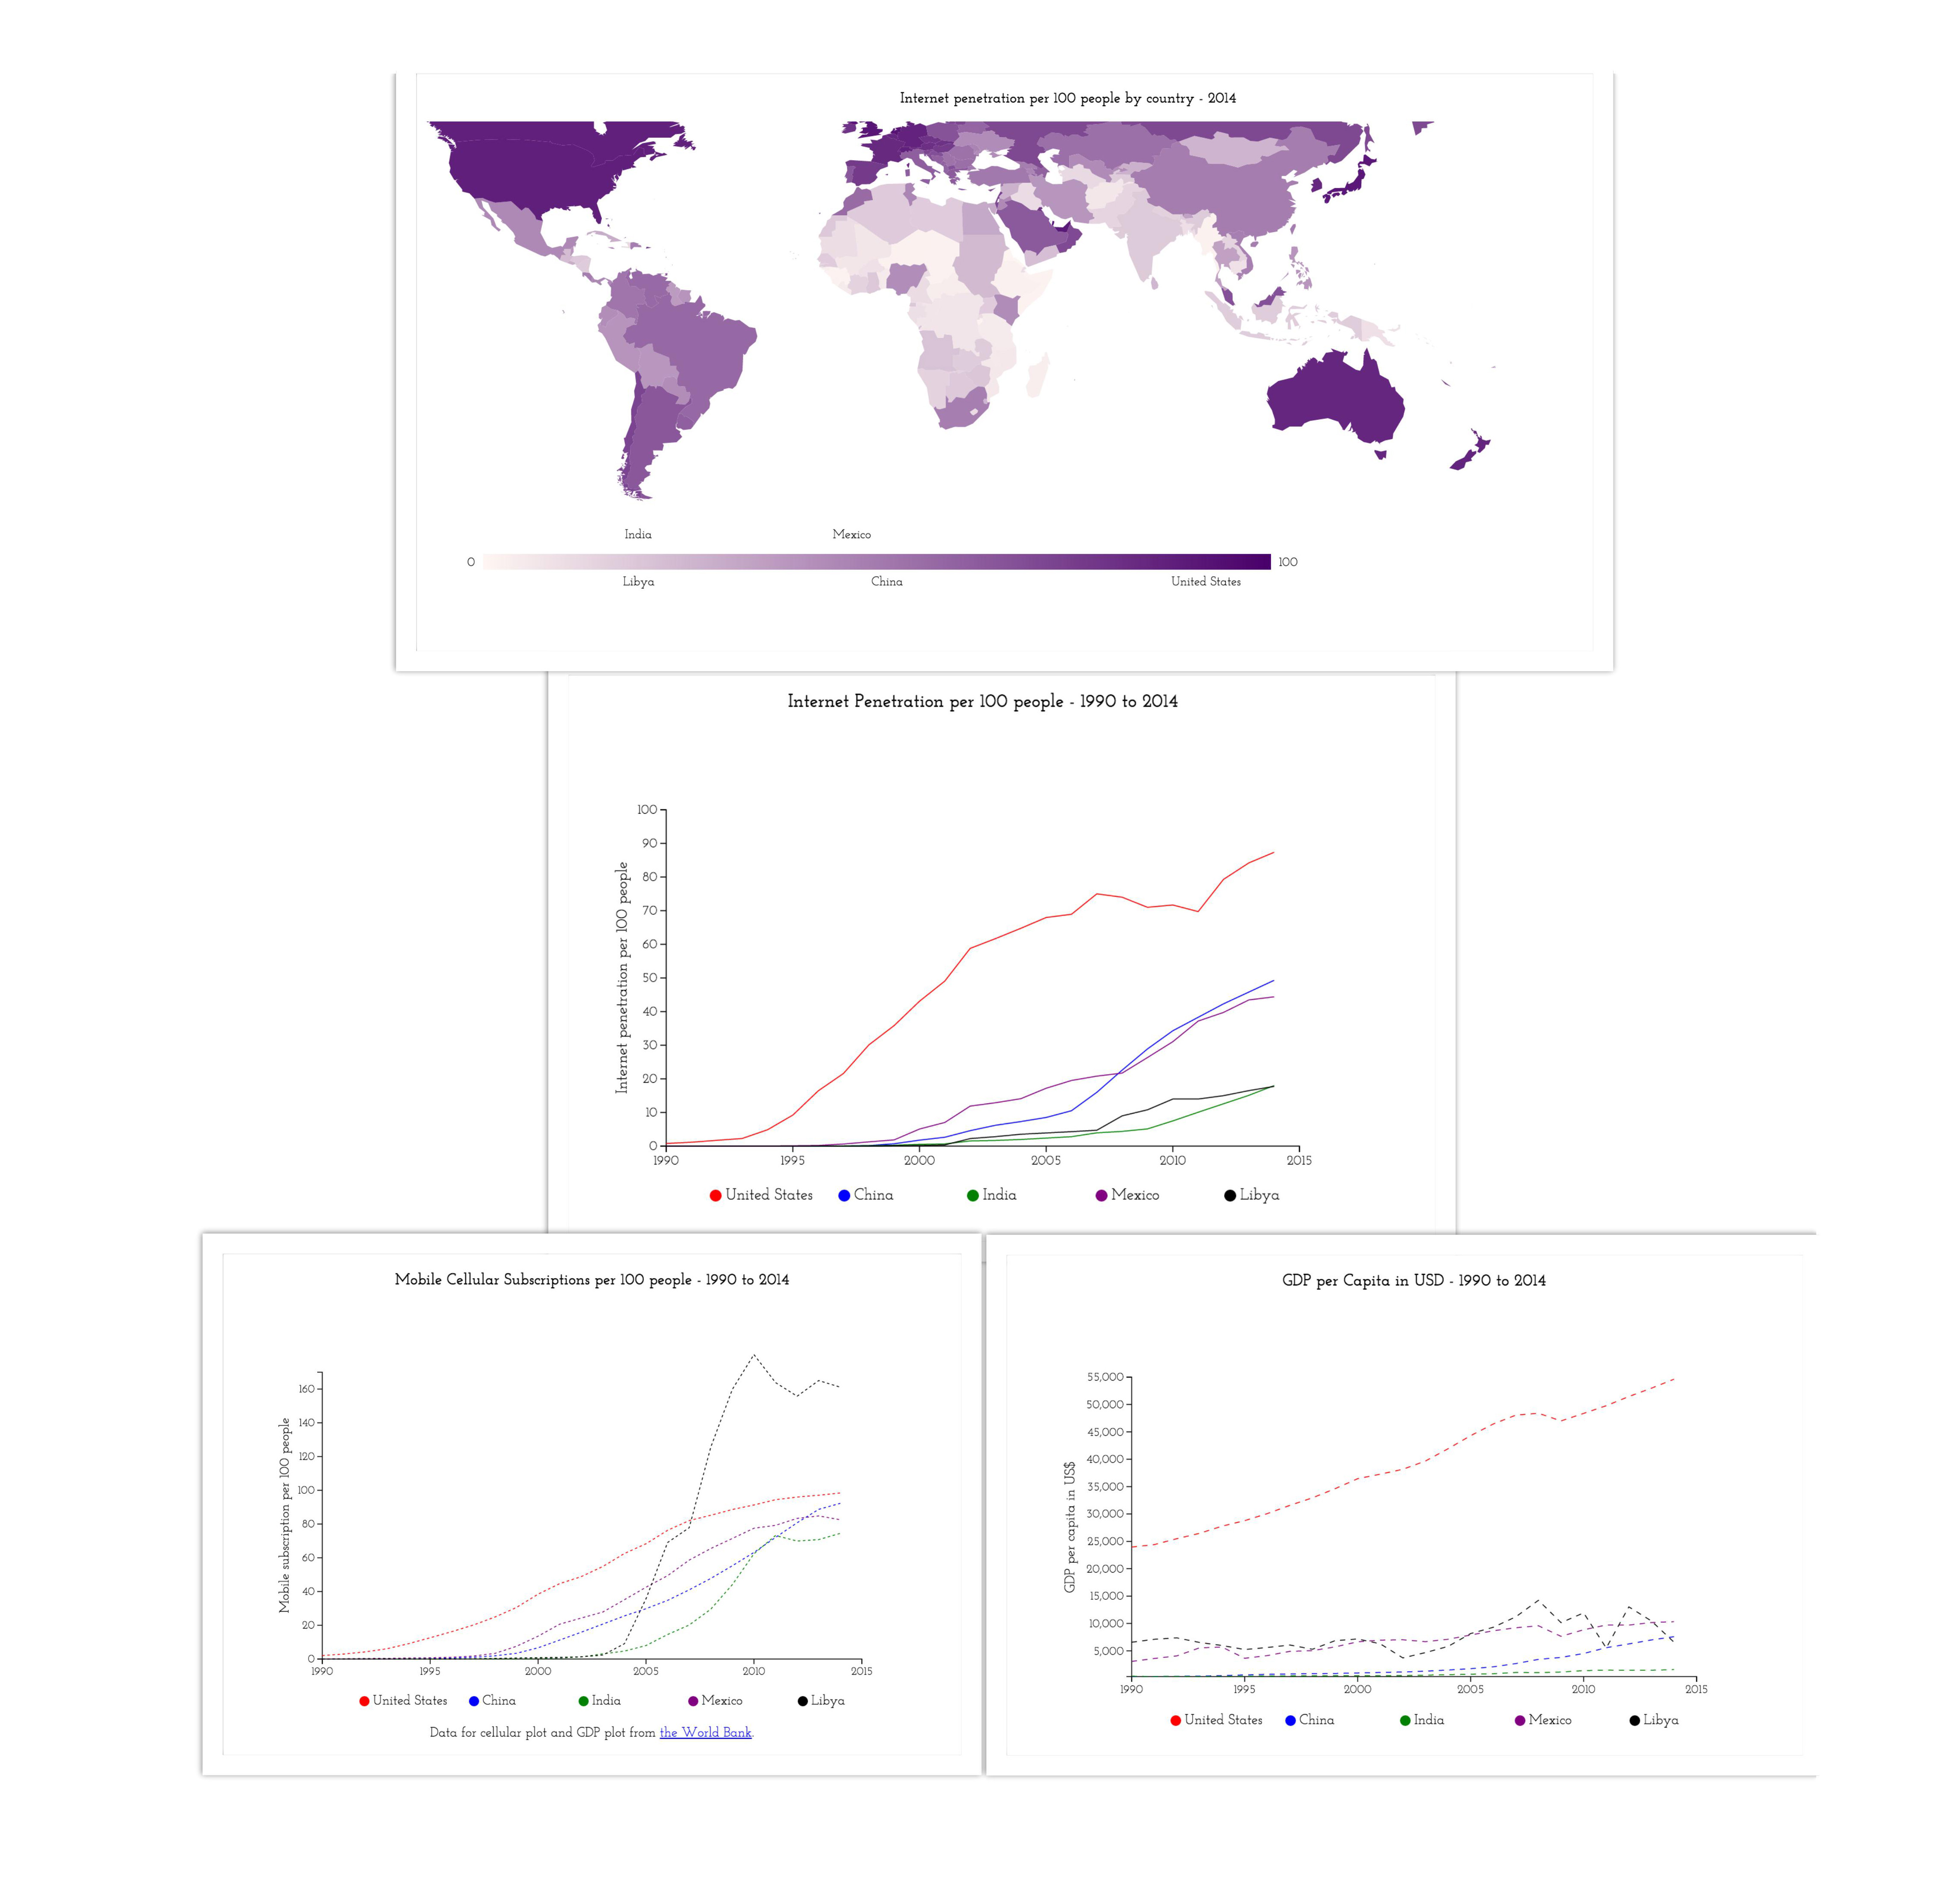 Internet penetration per 100 people by country - 2014
India Mexico
0 100
Libya China United States
Internet Penetration per 100 people - 1990 to 2014
Internet penetration per 100 people
100
90
80
70
60
50
40
30
20
10
0
1990 1995 2000 2005 2010 2015
United States China India Mexico Libya
Mobile Cellular Subscriptions per 100 people - 1990 to 2014
Mobile subscription per 100 people
160
140
120
100
80
60
40
20
0
1990 1995 2000 2005 2010 2015
United States China India Mexico Libya
Data for cellular plot and GDP plot from the World Bank.
GDP per Capita in USD - 1990 to 2014
GDP per capita in US$
55,000
50,000
45,000
40,000
35,000
30,000
25,000
20,000
15,000
10,000
5,000
1990 1995 2000 2005 2010 2015
United States China India Mexico Libya